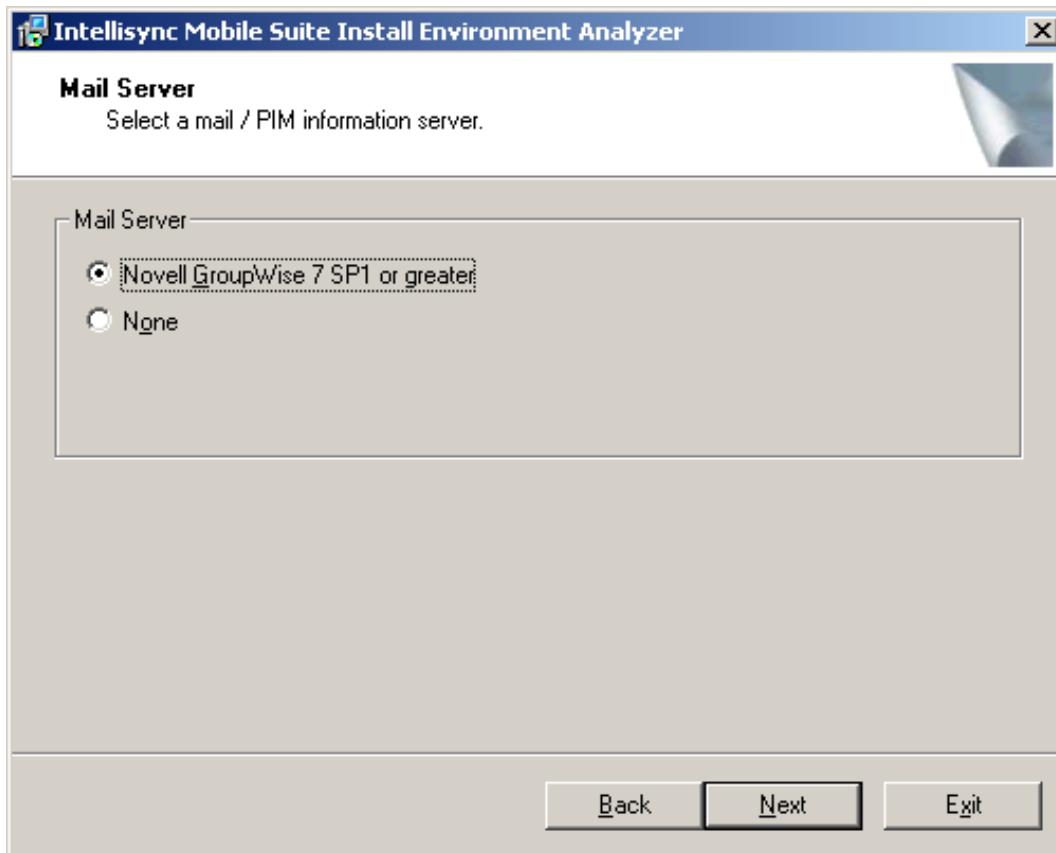 Intellisync Mobile Suite Install Environment Analyzer
Mail Server
Select a mail / PIM information server.
Mail Server
Novell GroupWise 7 SP1 or greater
None
Back
Next
Exit